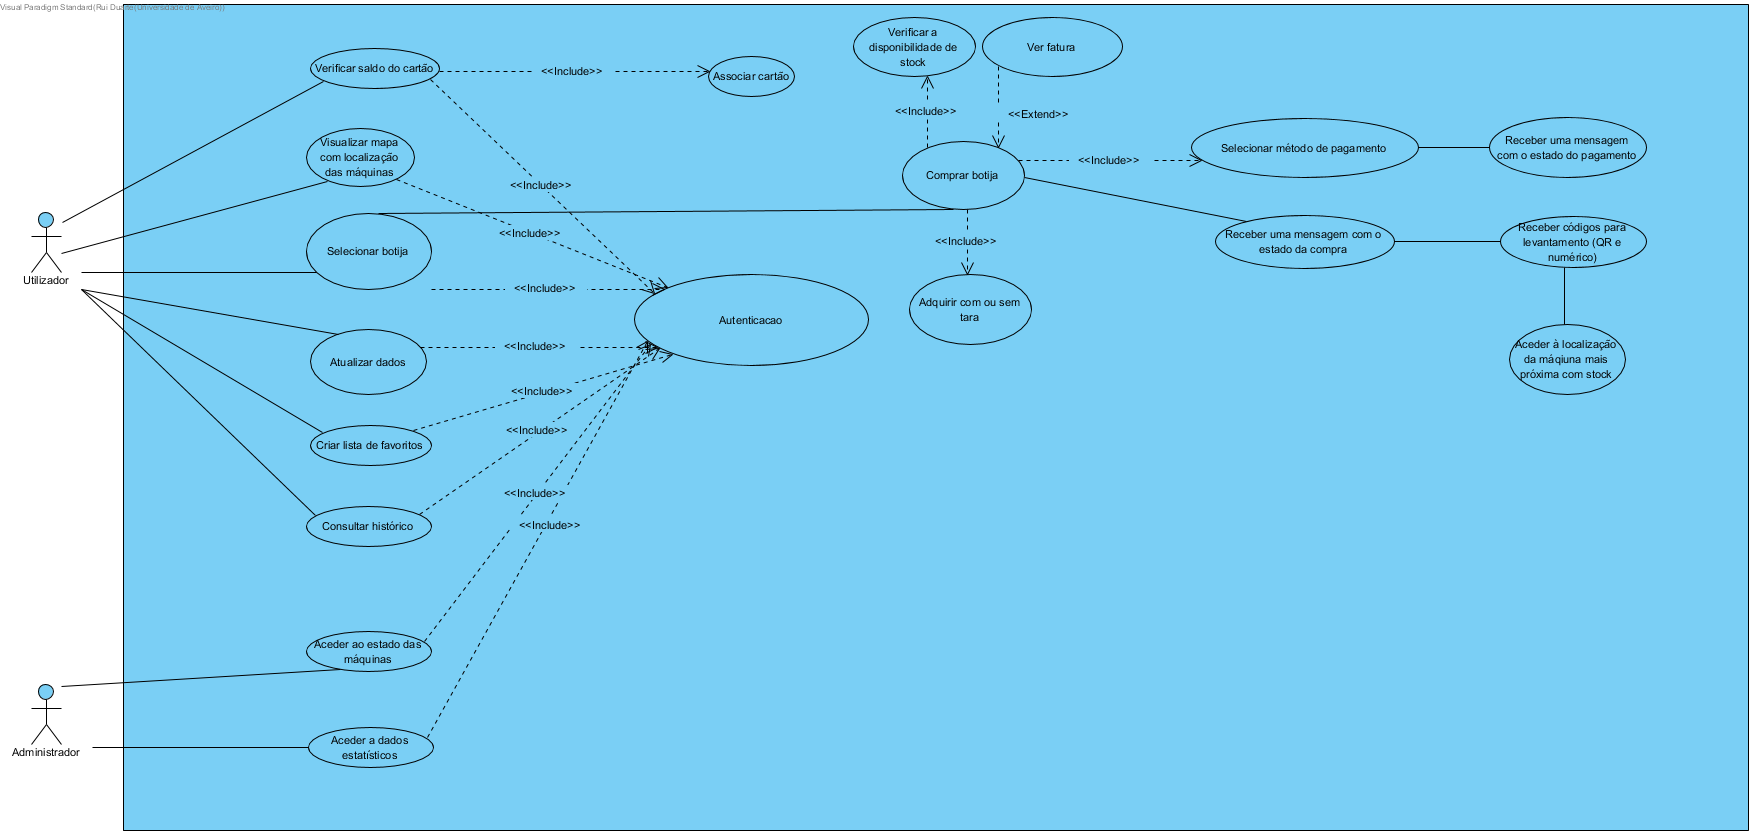 Visual Paradigm Standard(Rui Duarte(Universidade de Aveiro))
Verificar a
disponibilidade de
stock
Ver fatura
Verificar saldo do cartão
<<Include>>
Associar cartão
<<Include>>
<<Extend>>
Visualizar mapa
com localização
das máquinas
Selecionar método de pagamento
Receber uma mensagem
com o estado do pagamento
<<Include>>
Comprar botija
<<Include>>
<<Include>>
Selecionar botija
<<Include>>
Receber uma mensagem com o
estado da compra
Receber códigos para
levantamento (QR e
numérico)
Utilizador
<<Include>>
Adquirir com ou sem
tara
Autenticacao
Atualizar dados
<<Include>>
Aceder à localização
da máqiuna mais
próxima com stock
<<Include>>
Criar lista de favoritos
<<Include>>
<<Include>>
Consultar histórico
<<Include>>
Aceder ao estado das
máquinas
Administrador
Aceder a dados
estatísticos